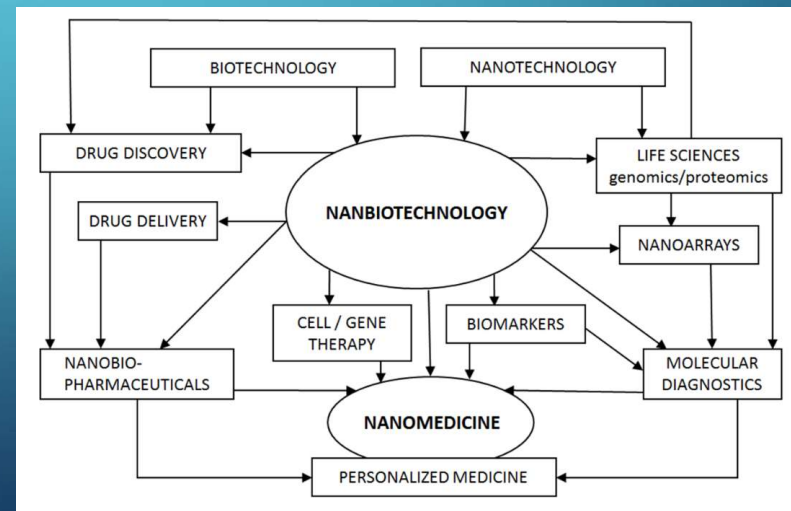 BIOTECHNOLOGY
NANOTECHNOLOGY
DRUG DISCOVERY
LIFE SCIENCES
genomics/proteomics
NANBIOTECHNOLOGY
DRUG DELIVERY
NANOARRAYS
CELL / GENE
THERAPY
BIOMARKERS
NANOBIO-
PHARMACEUTICALS
MOLECULAR
DIAGNOSTICS
NANOMEDICINE
PERSONALIZED MEDICINE